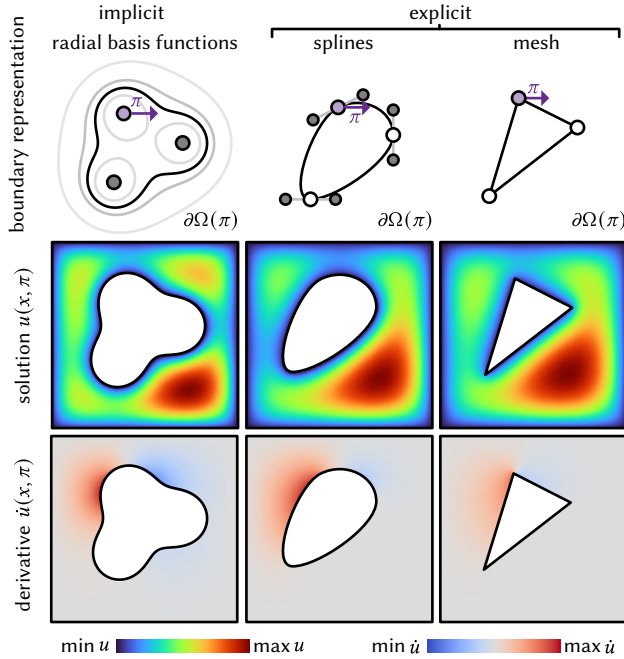 implicit
explicit
radial basis functions
splines
mesh
boundary representation
π
π
π
∂Ω(π)
∂Ω(π)
∂Ω(π)
solution u(x, π)
derivative u̇(x, π)
min u
max u
min u̇
max u̇